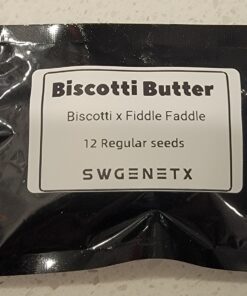 Biscotti Butter
Biscotti x Fiddle Faddle
12 Regular seeds
SWGENETX